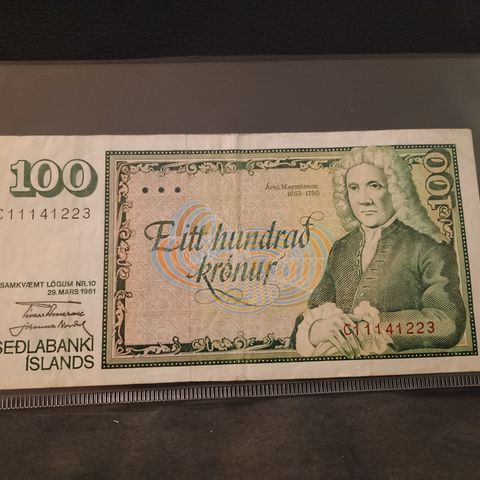 100
C11141223
SAMKVÆMT LÖGUM NR.10
29. MARS 1961
SEÐLABANKI
ÍSLANDS
Eitt hundrað
krónur
Árni Magnússon
1663-1730
100
C11141223